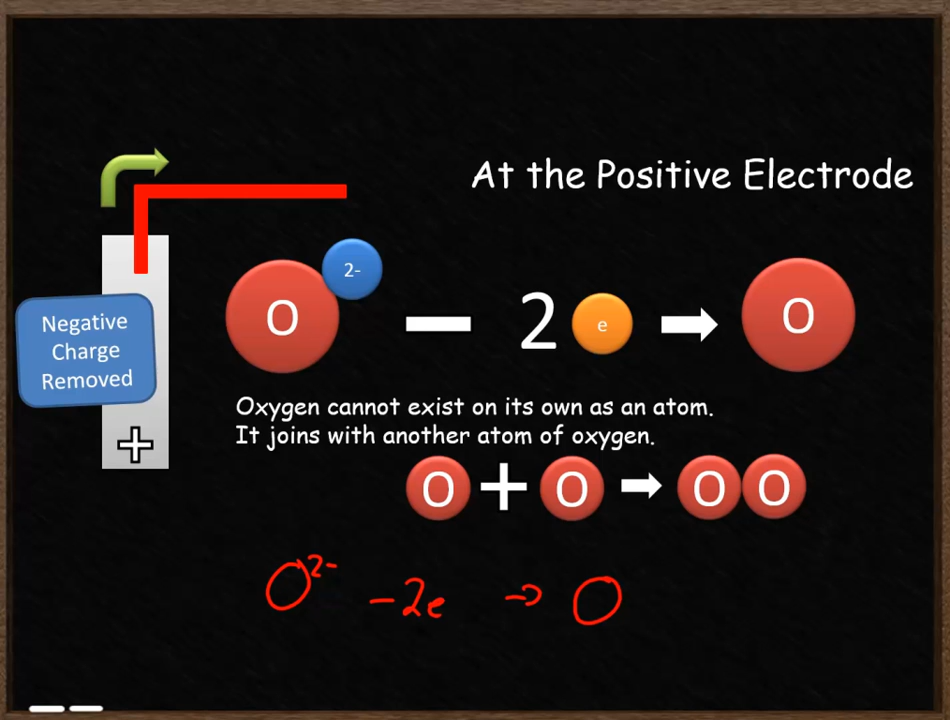 At the Positive Electrode
O 2- − 2 e → O
Negative
Charge
Removed
+
Oxygen cannot exist on its own as an atom.
It joins with another atom of oxygen.
O + O → O O
O²⁻ -2e → O